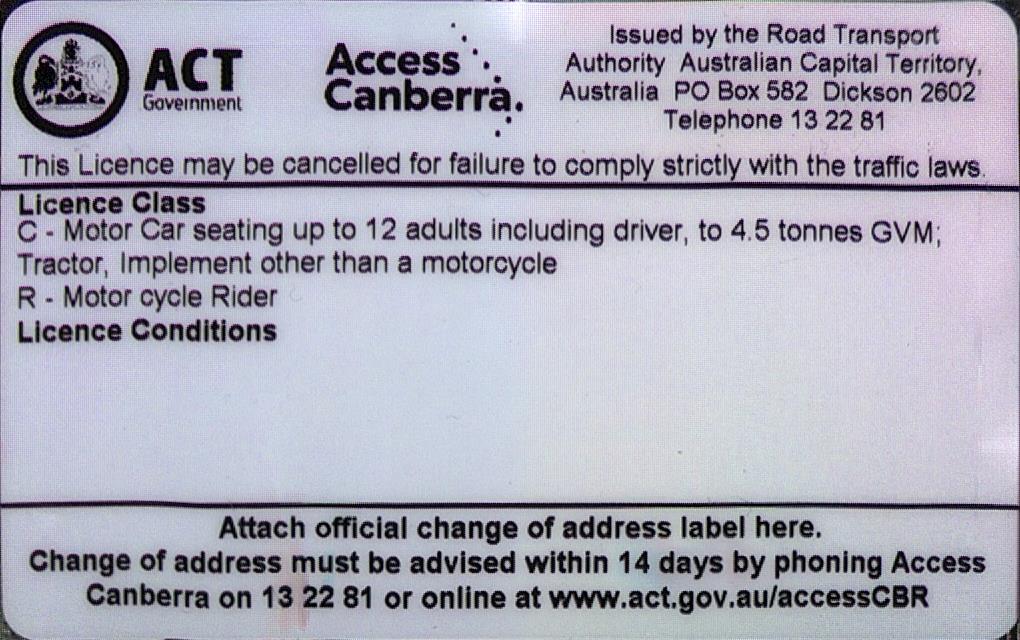 ACT
Government
Access
Canberra.
Issued by the Road Transport
Authority Australian Capital Territory,
Australia PO Box 582 Dickson 2602
Telephone 13 22 81
This Licence may be cancelled for failure to comply strictly with the traffic laws.
Licence Class
C - Motor Car seating up to 12 adults including driver, to 4.5 tonnes GVM;
Tractor, Implement other than a motorcycle
R - Motor cycle Rider
Licence Conditions
Attach official change of address label here.
Change of address must be advised within 14 days by phoning Access
Canberra on 13 22 81 or online at www.act.gov.au/accessCBR